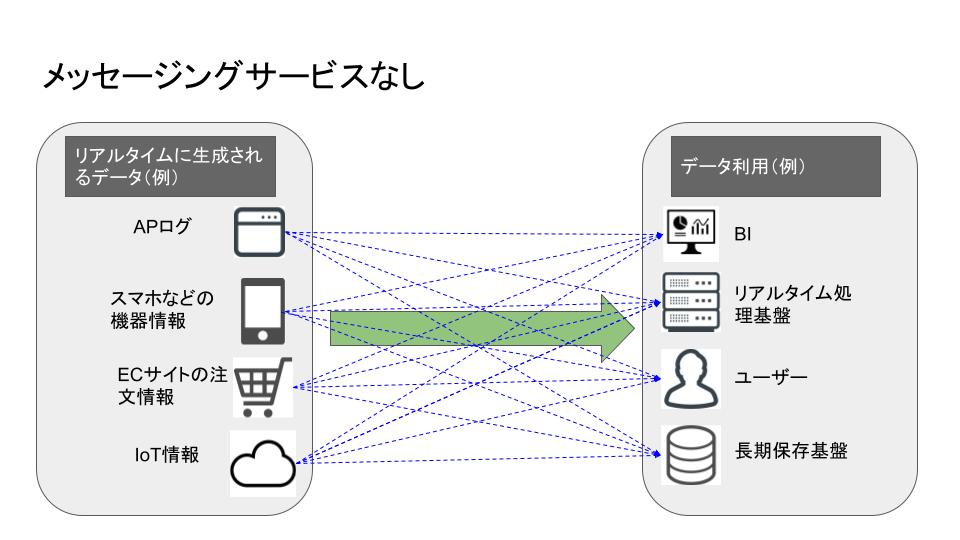 メッセージングサービスなし
リアルタイムに生成され
るデータ（例）
APログ
スマホなどの
機器情報
ECサイトの注
文情報
IoT情報
データ利用（例）
BI
リアルタイム処
理基盤
ユーザー
長期保存基盤